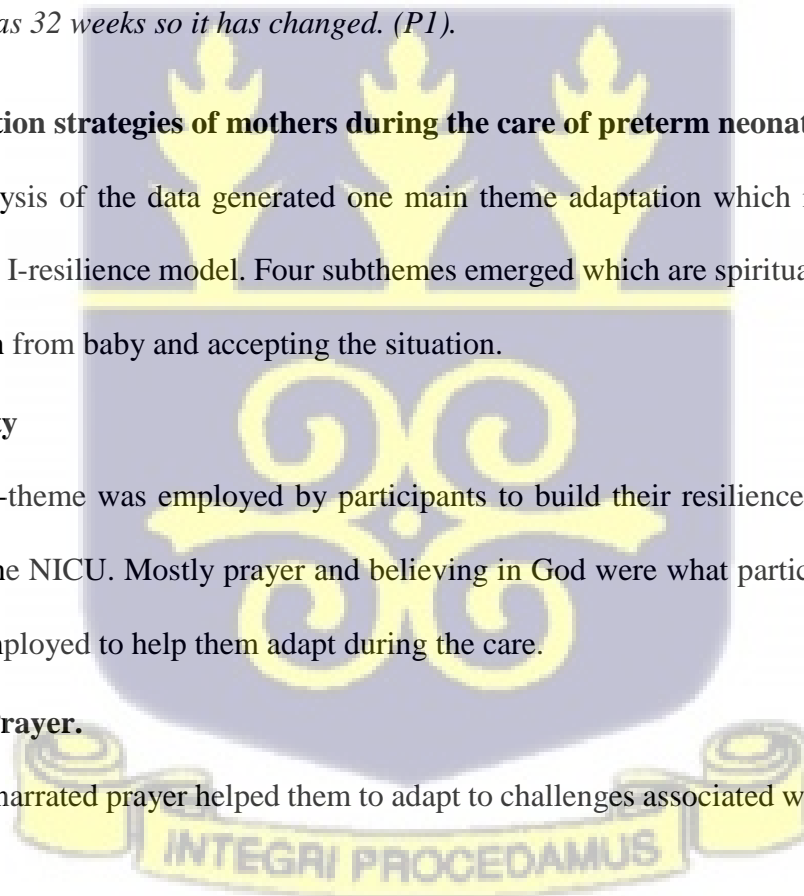 as 32 weeks so it has changed. (P1).
tion strategies of mothers during the care of preterm neonat
lysis of the data generated one main theme adaptation which
I-resilience model. Four subthemes emerged which are spiritua
from baby and accepting the situation.
ty
-theme was employed by participants to build their resilience
he NICU. Mostly prayer and believing in God were what partic
mployed to help them adapt during the care.
rayer.
narrated prayer helped them to adapt to challenges associated w
INTEGRI PROCEDAMUS